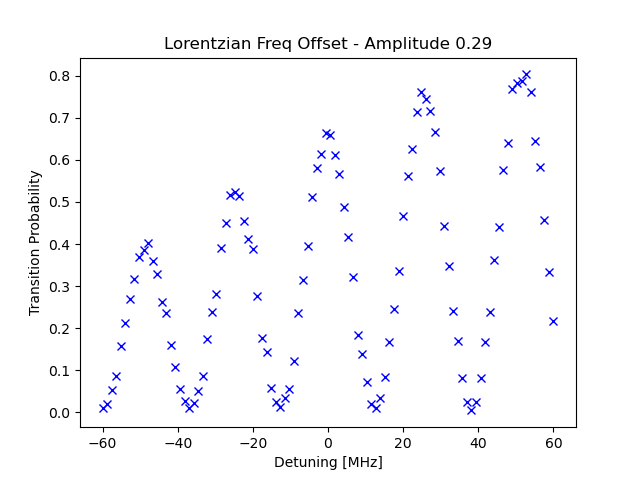 Lorentzian Freq Offset - Amplitude 0.29
Transition Probability
0.8
0.7
0.6
0.5
0.4
0.3
0.2
0.1
0.0
−60 −40 −20 0 20 40 60
Detuning [MHz]